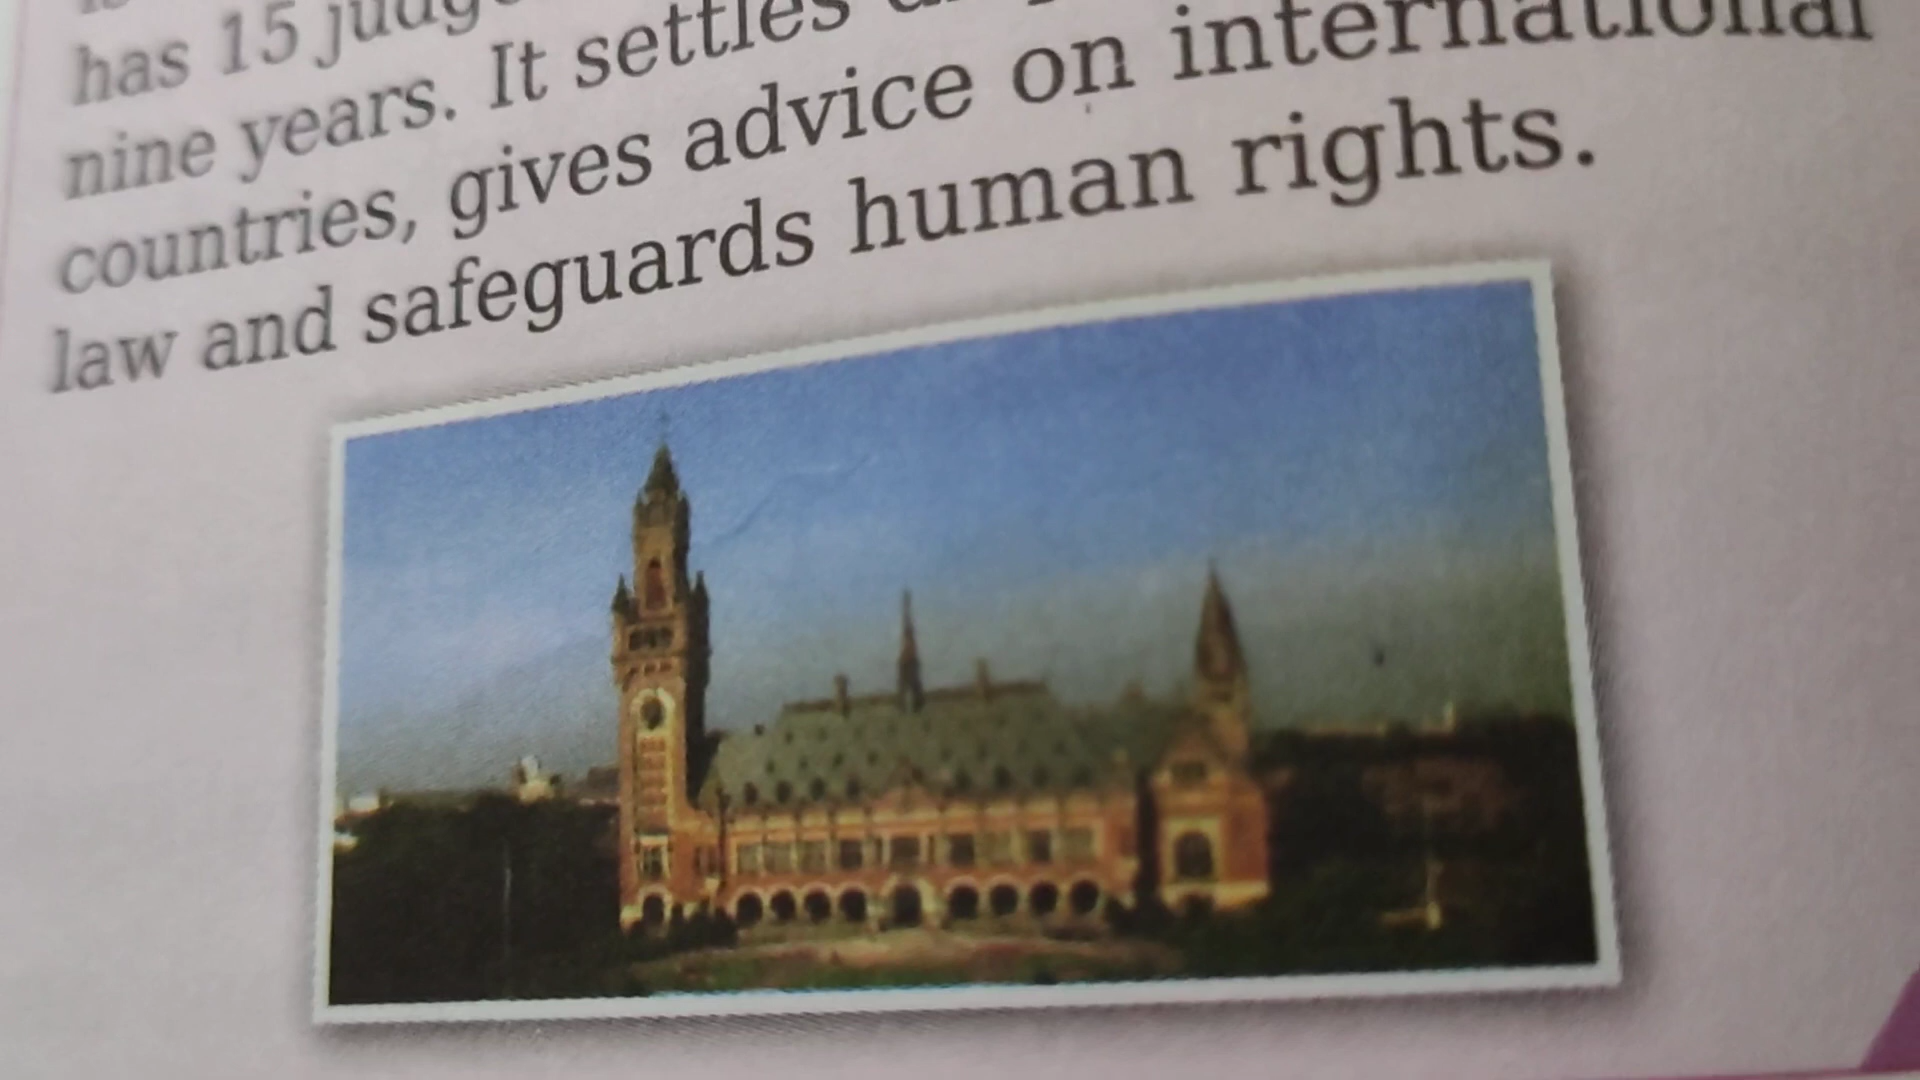 has 15
nine years. It settles
countries, gives advice on international
law and safeguards human rights.